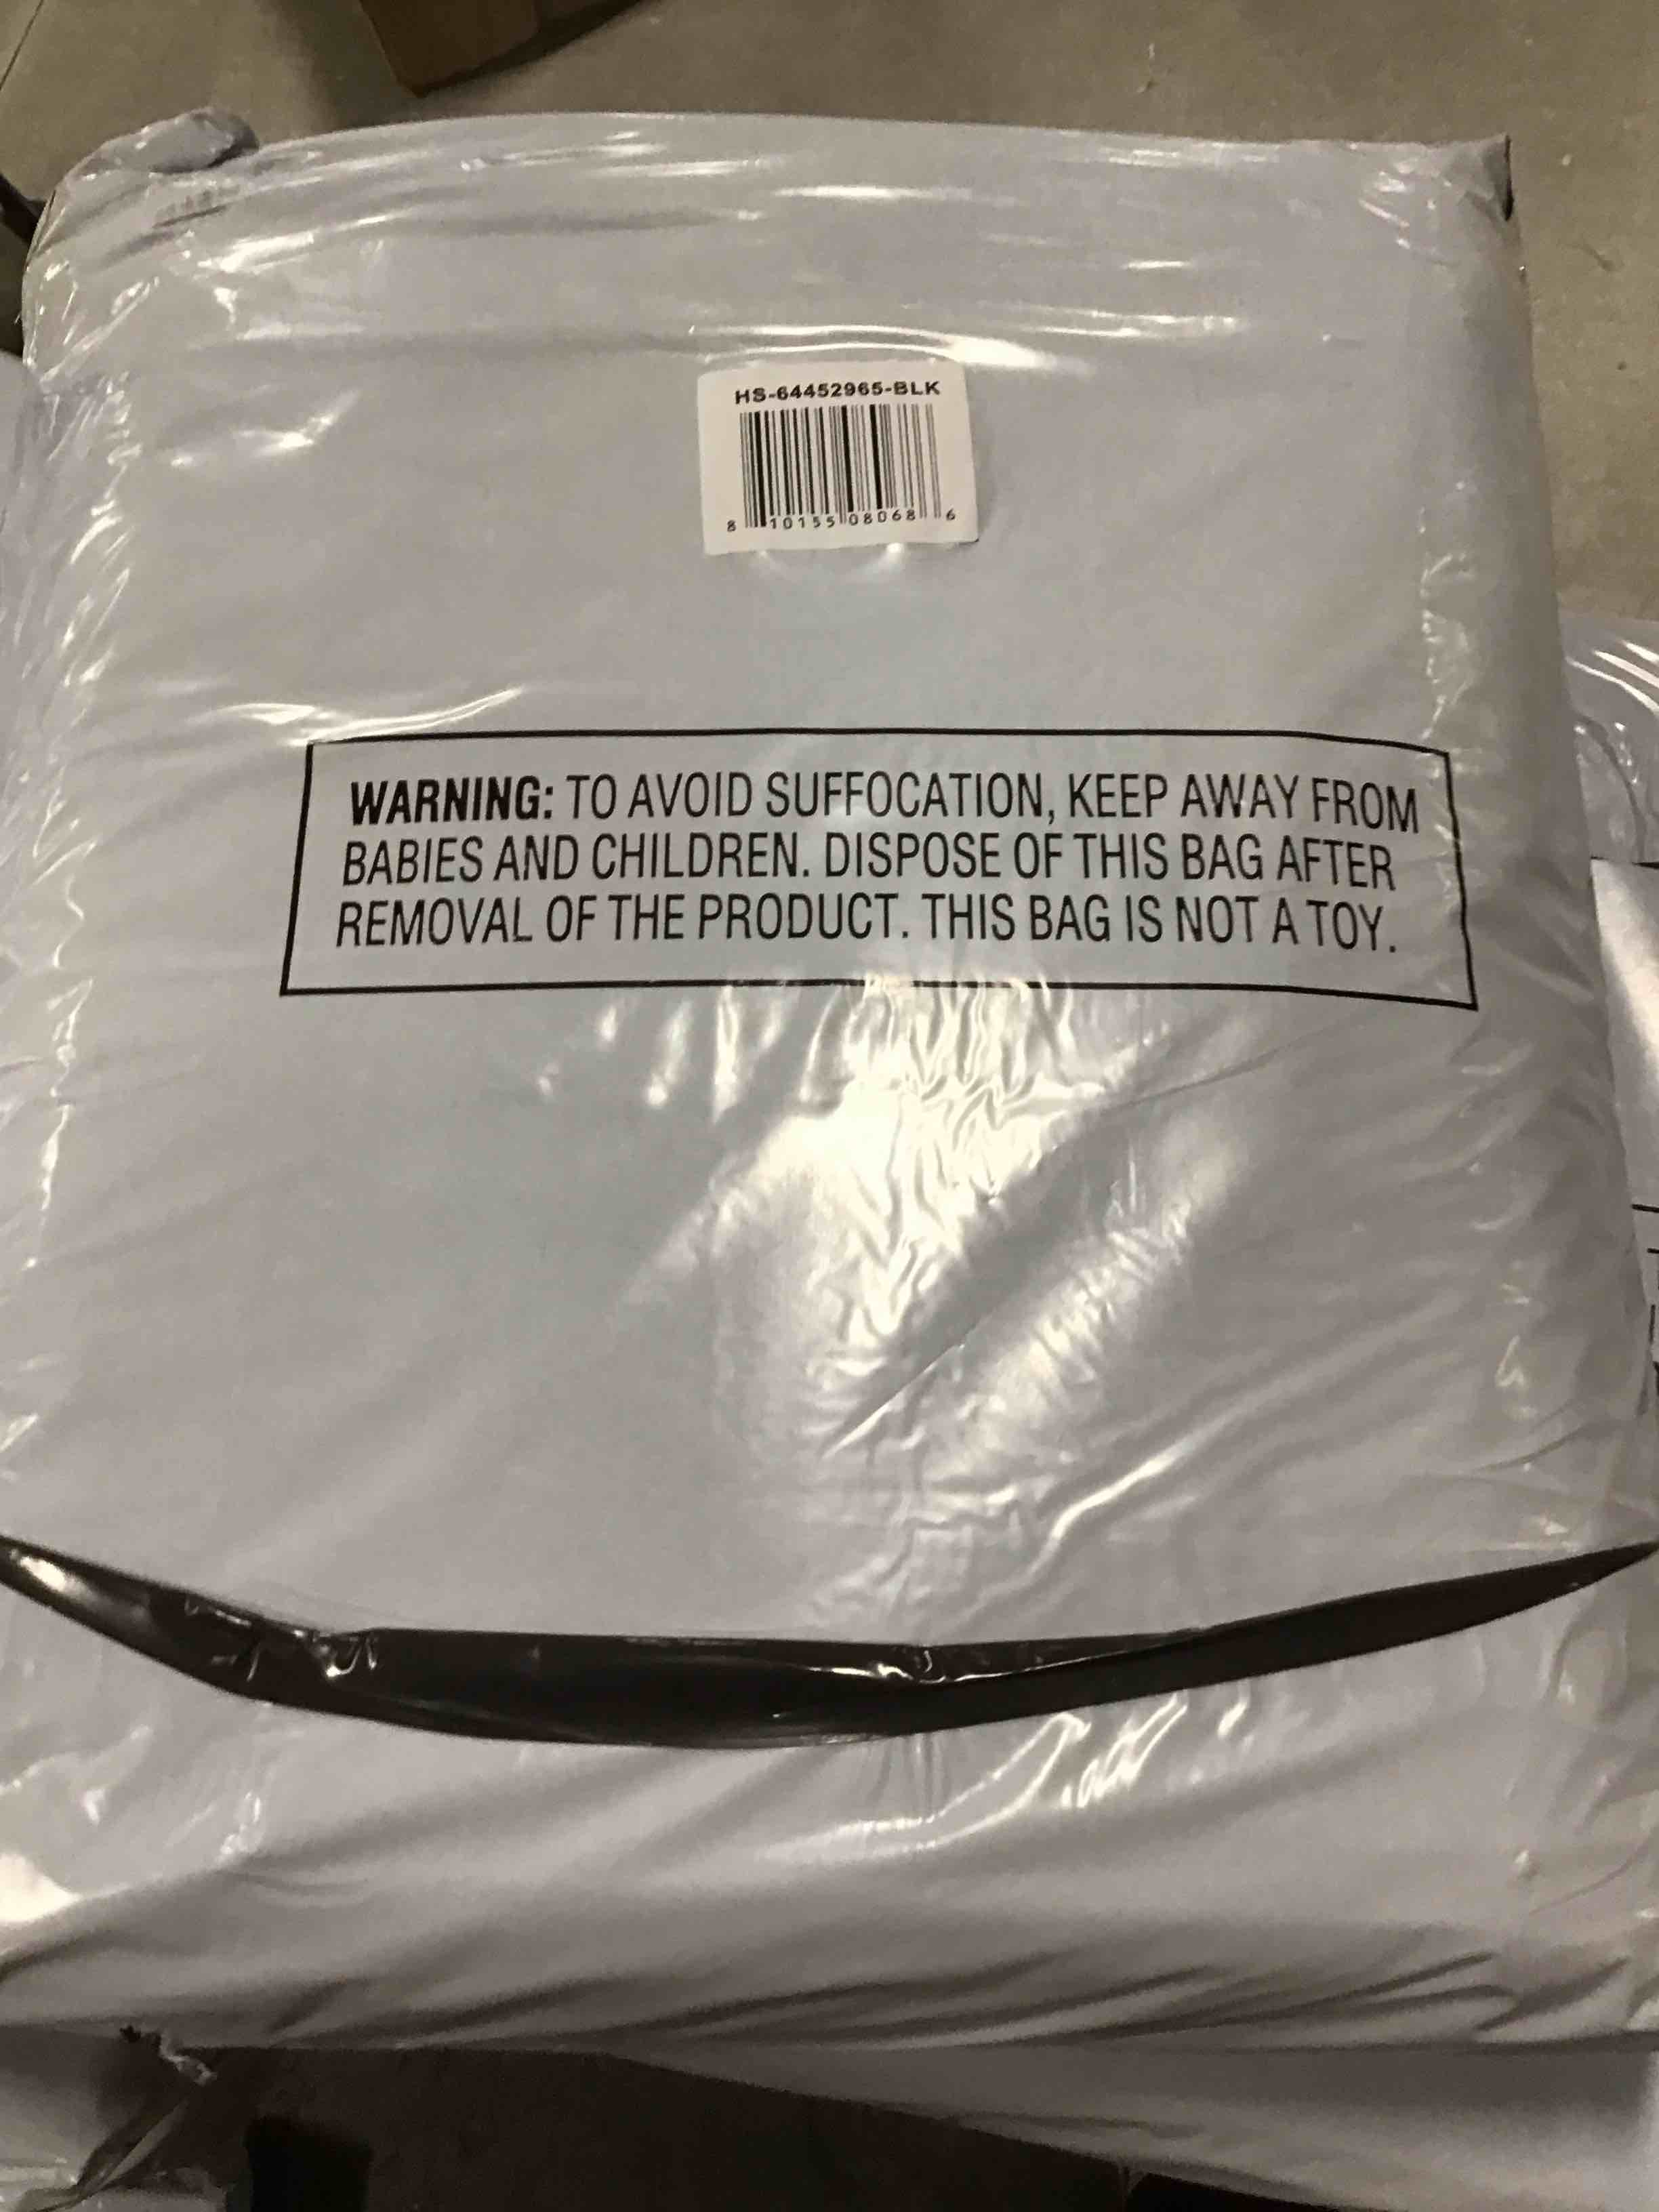 HS-64452965-BLK
8 10155 08068 6
WARNING: TO AVOID SUFFOCATION, KEEP AWAY FROM
BABIES AND CHILDREN. DISPOSE OF THIS BAG AFTER
REMOVAL OF THE PRODUCT. THIS BAG IS NOT A TOY.